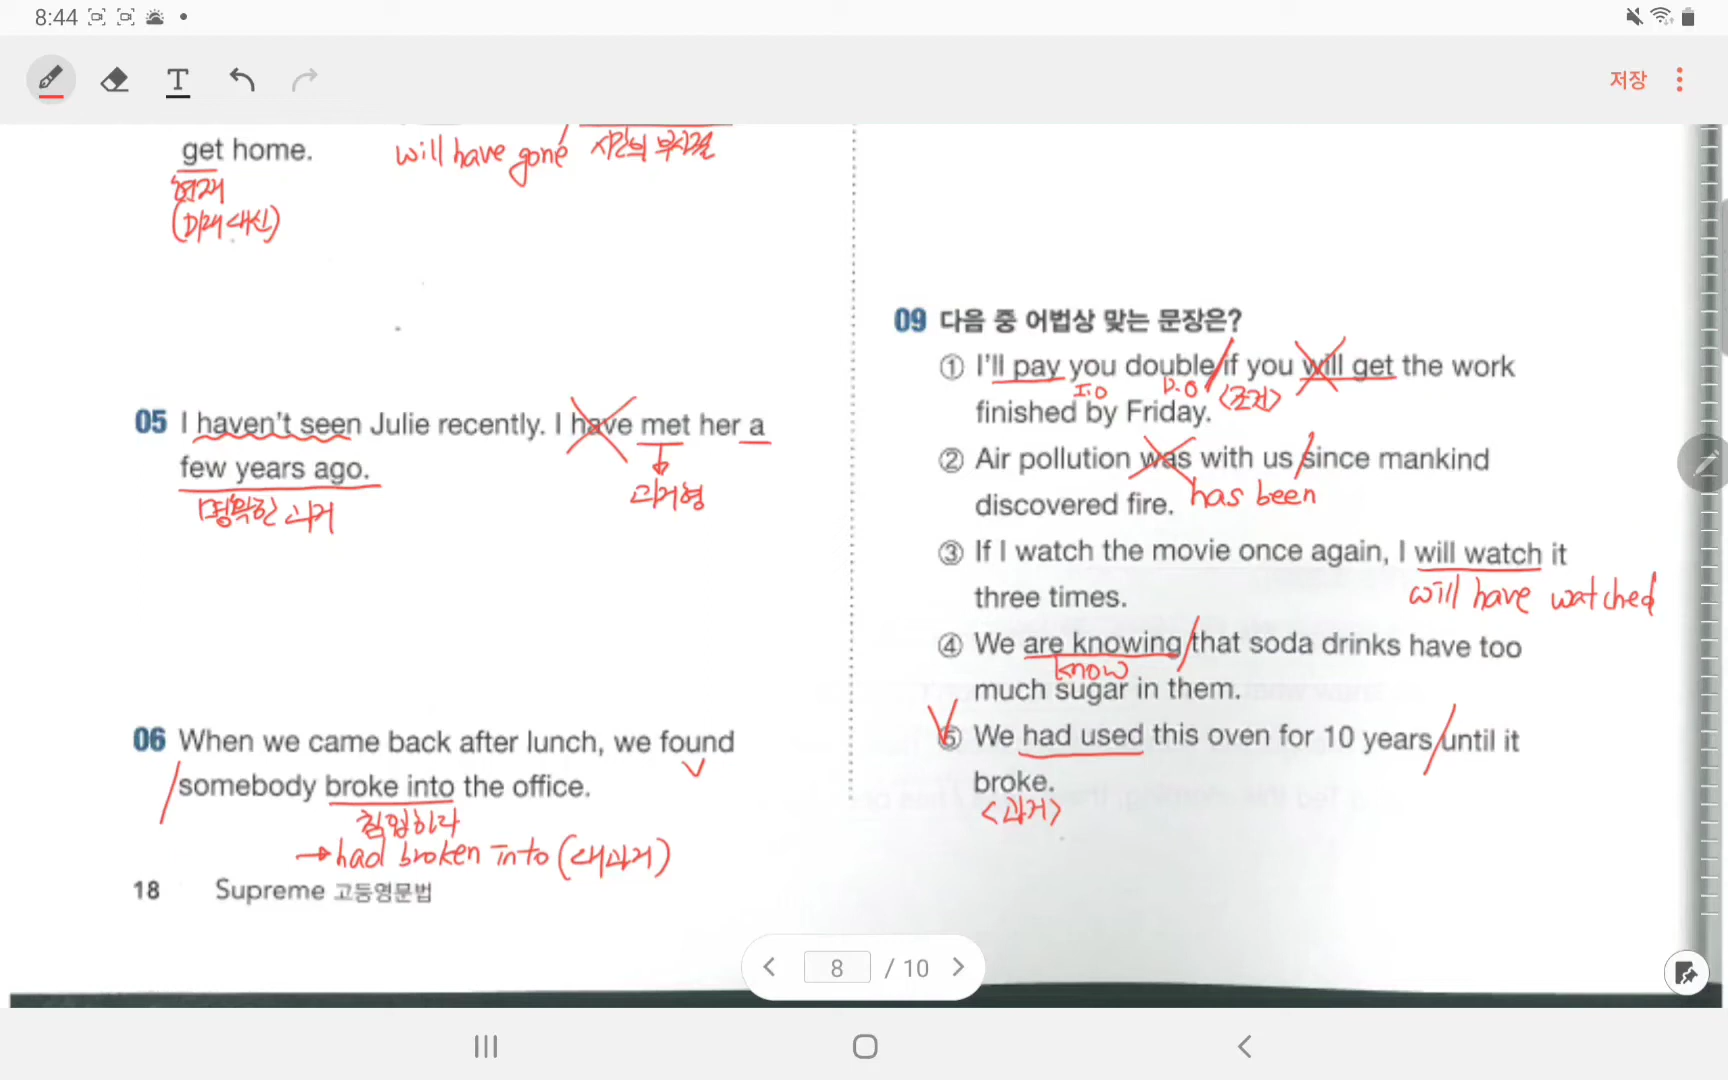 8:44
저장
get home.
will have gone
현재
(미래 대신)
05 I haven't seen Julie recently. I have met her a
few years ago.
과거형
명확한 과거
06 When we came back after lunch, we found
somebody broke into the office.
침입하다
→ had broken into (대과거)
18 Supreme 고등영문법
09 다음 중 어법상 맞는 문장은?
① I'll pay you double if you will get the work
I.O D.O <조건>
finished by Friday.
② Air pollution was with us since mankind
has been
discovered fire.
③ If I watch the movie once again, I will watch it
will have watched
three times.
④ We are knowing that soda drinks have too
know
much sugar in them.
⑤ We had used this oven for 10 years until it
broke.
<과거>
8 / 10